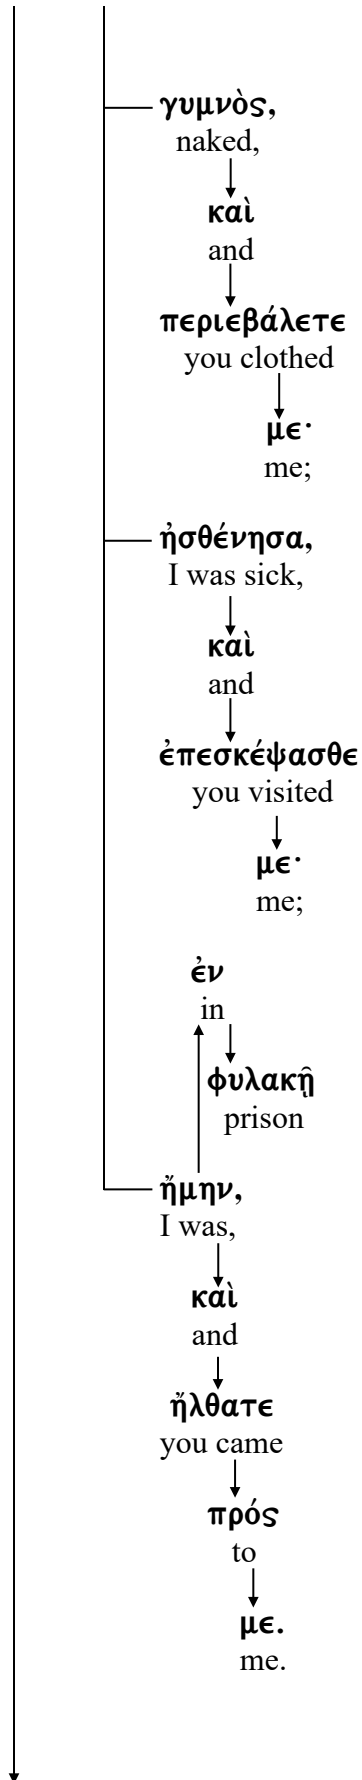 γυμνὸς,
naked,
καὶ
and
περιεβάλετε
you clothed
με·
me;
ἠσθένησα,
I was sick,
καὶ
and
ἐπεσκέψασθε
you visited
με·
me;
ἐν
in
φυλακῇ
prison
ἤμην,
I was,
καὶ
and
ἤλθατε
you came
πρός
to
με.
me.